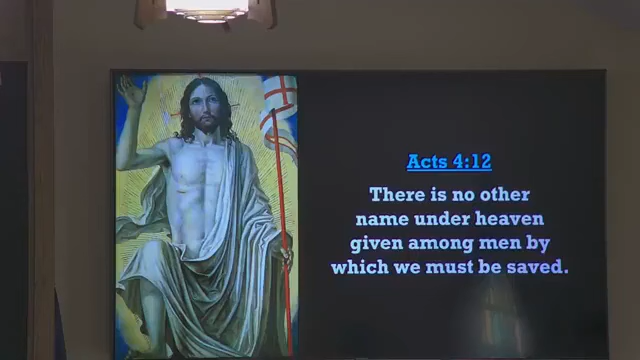 Acts 4:12
There is no other
name under heaven
given among men by
which we must be saved.